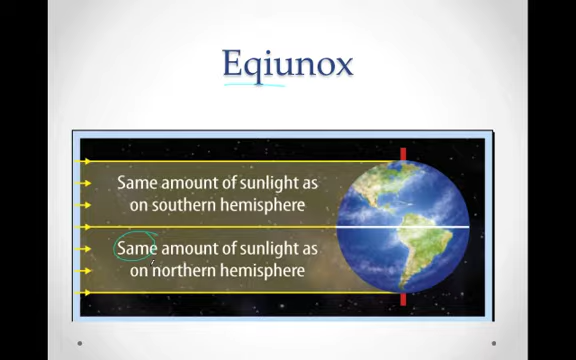 Eqiunox
Same amount of sunlight as
on southern hemisphere
Same amount of sunlight as
on northern hemisphere